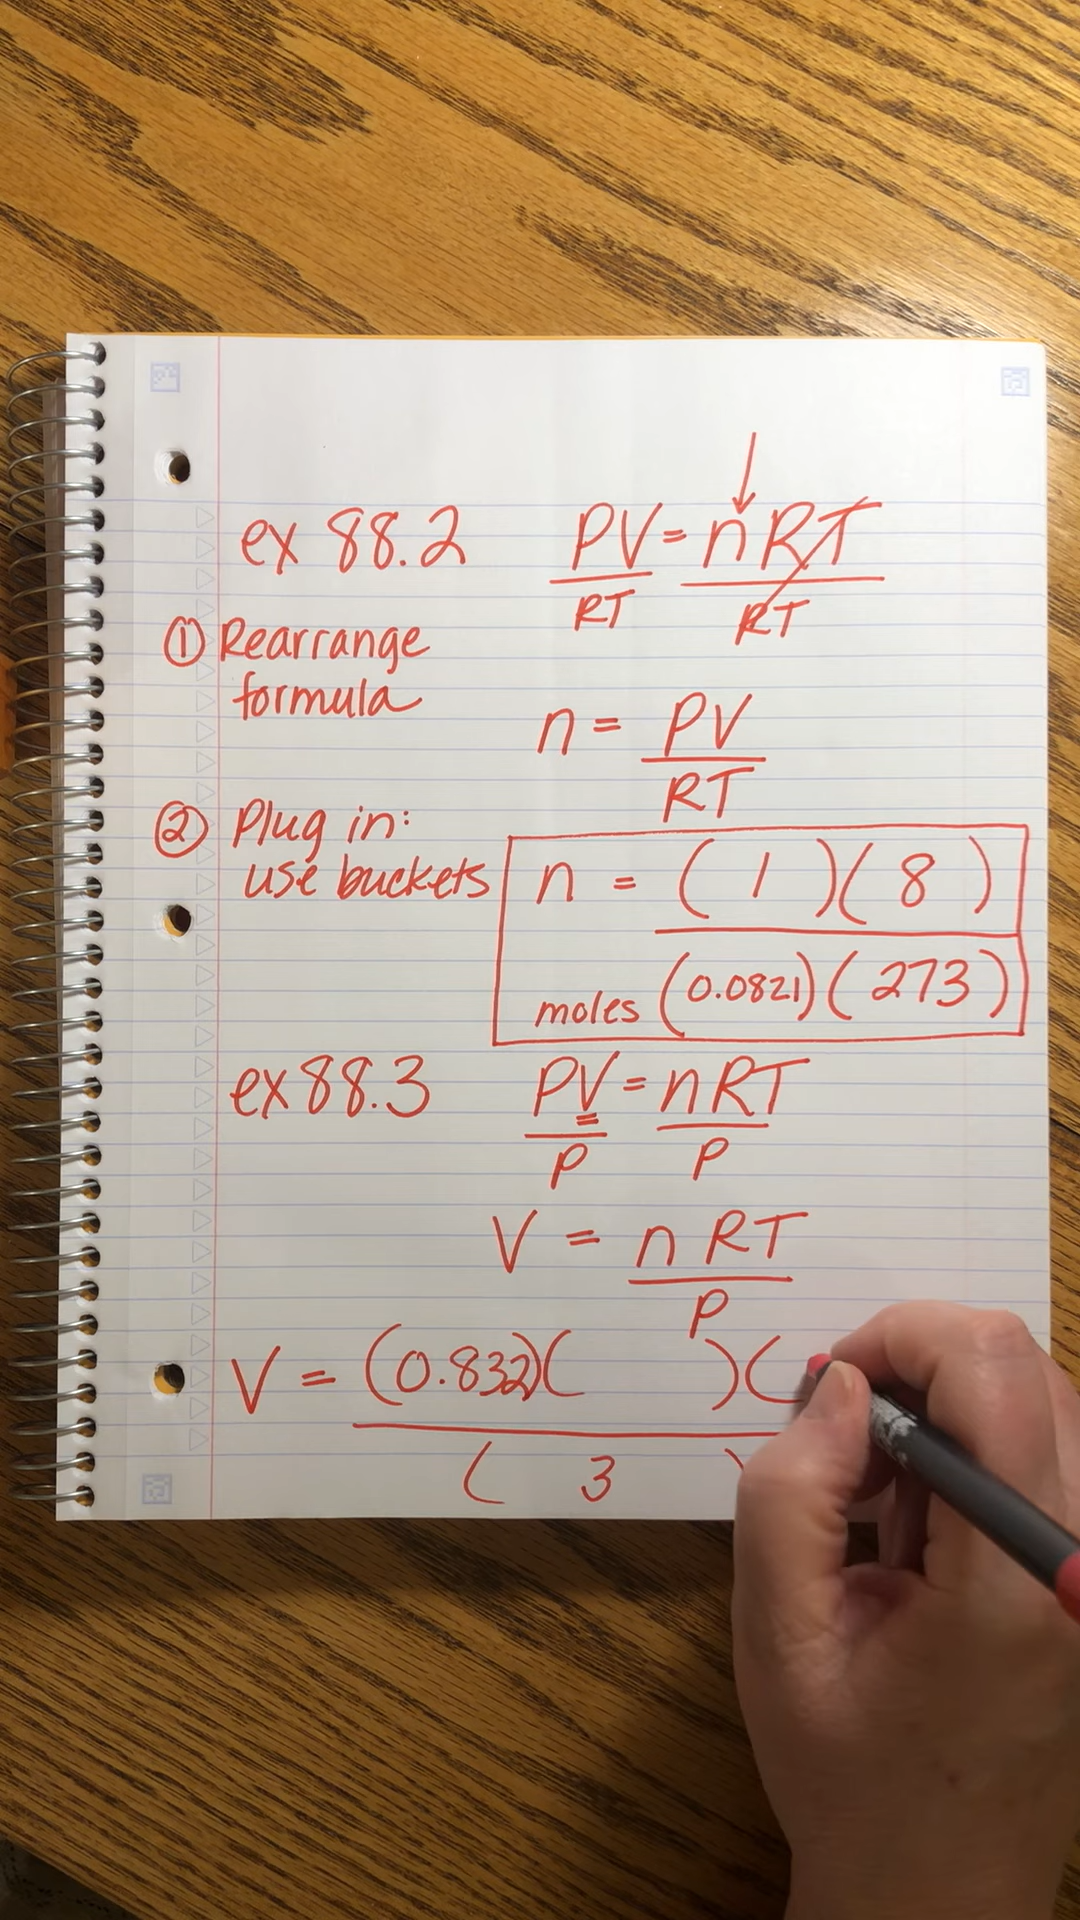 ex 88.2 PV = nRT
RT RT
① Rearrange
formula
n = PV
RT
② Plug in:
use buckets
n = ( 1 )( 8 )
moles (0.0821)( 273 )
ex 88.3 PV = nRT
P P
V = nRT
P
V = (0.832)( )(
( 3 )